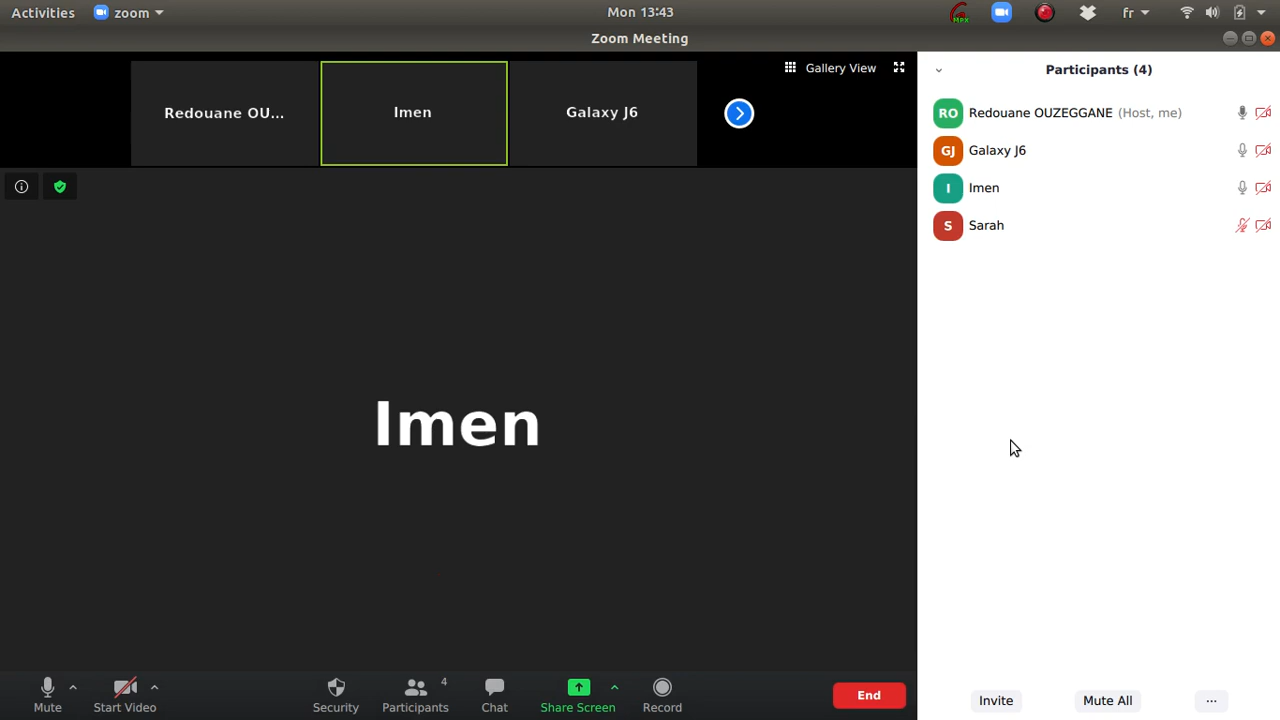 Activities zoom Mon 13:43 MPX fr
Zoom Meeting
Redouane OU... Imen Galaxy J6 Gallery View
Imen
Participants (4)
RO Redouane OUZEGGANE (Host, me)
GJ Galaxy J6
I Imen
S Sarah
Mute Start Video Security Participants 4 Chat Share Screen Record End
Invite Mute All ...